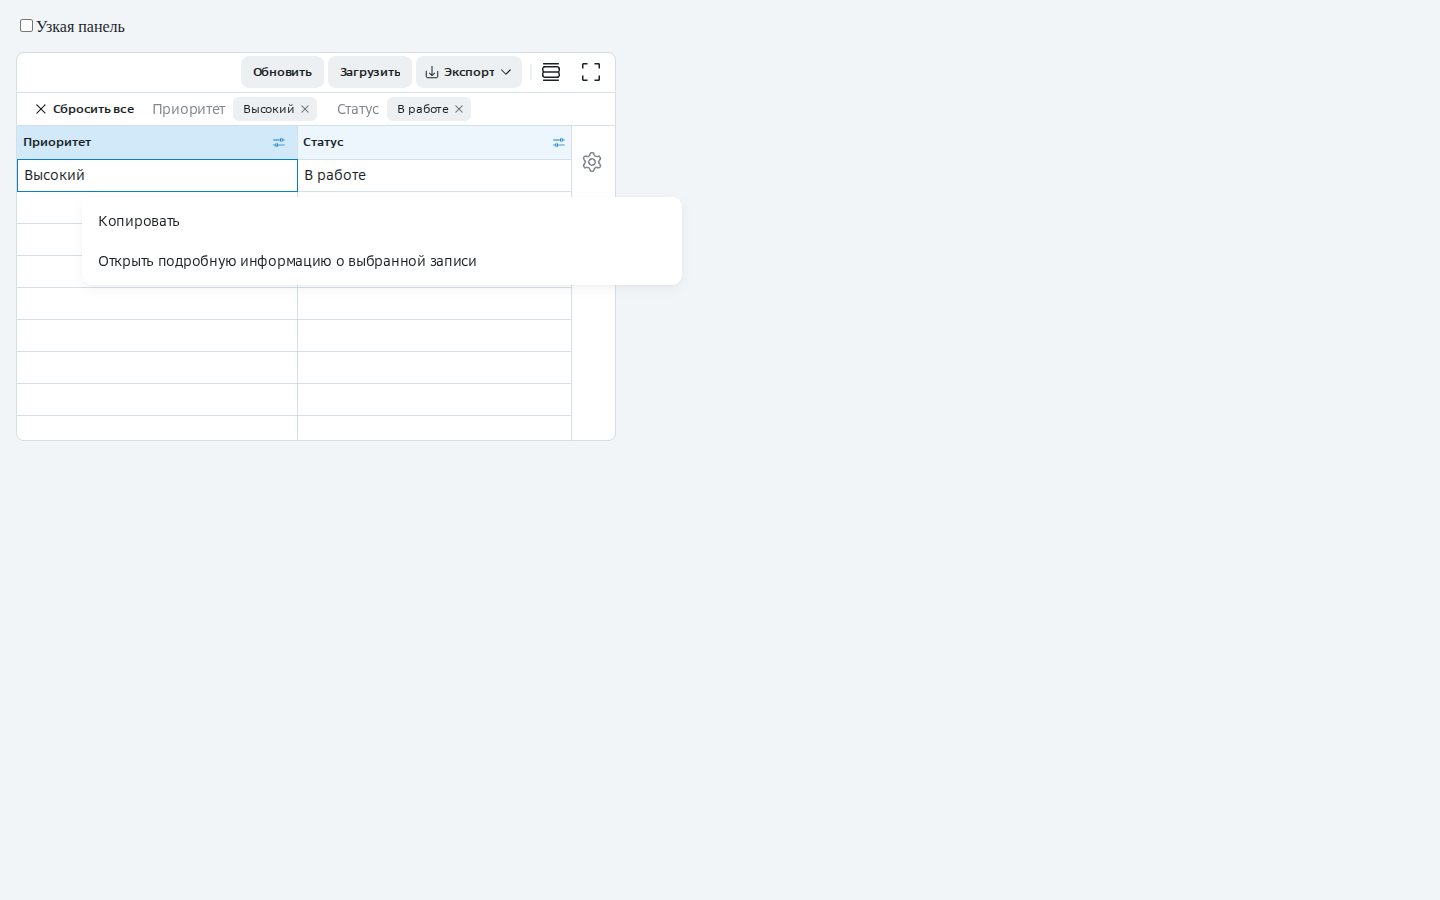 Узкая панель
Обновить Загрузить Экспорт
Сбросить все Приоритет Высокий Статус В работе
Приоритет Статус
Высокий В работе
Копировать
Открыть подробную информацию о выбранной записи